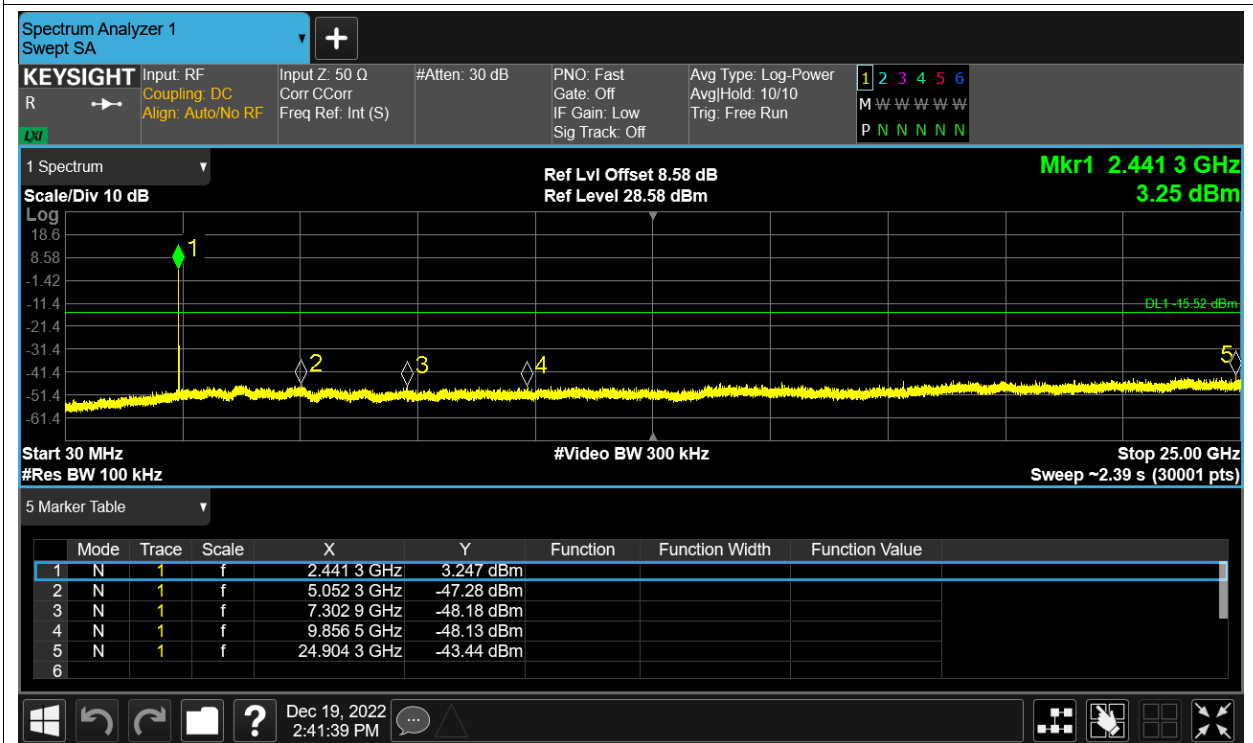 Spectrum Analyzer 1
Swept SA
KEYSIGHT
R
LXI
Input: RF
Coupling: DC
Align: Auto/No RF
Input Z: 50 Ω
Corr CCorr
Freq Ref: Int (S)
#Atten: 30 dB
PNO: Fast
Gate: Off
IF Gain: Low
Sig Track: Off
Avg Type: Log-Power
Avg|Hold: 10/10
Trig: Free Run
1 2 3 4 5 6
M W W W W W
P N N N N N
1 Spectrum
Scale/Div 10 dB
Ref Lvl Offset 8.58 dB
Ref Level 28.58 dBm
Mkr1 2.441 3 GHz
3.25 dBm
Log
18.6
8.58
-1.42
-11.4
-21.4
-31.4
-41.4
-51.4
-61.4
1
2
3
4
5
DL1 -15.52 dBm
Start 30 MHz
#Video BW 300 kHz
Stop 25.00 GHz
#Res BW 100 kHz
Sweep ~2.39 s (30001 pts)
5 Marker Table
Mode Trace Scale X Y Function Function Width Function Value
1 N 1 f 2.441 3 GHz 3.247 dBm
2 N 1 f 5.052 3 GHz -47.28 dBm
3 N 1 f 7.302 9 GHz -48.18 dBm
4 N 1 f 9.856 5 GHz -48.13 dBm
5 N 1 f 24.904 3 GHz -43.44 dBm
6
?
Dec 19, 2022
2:41:39 PM